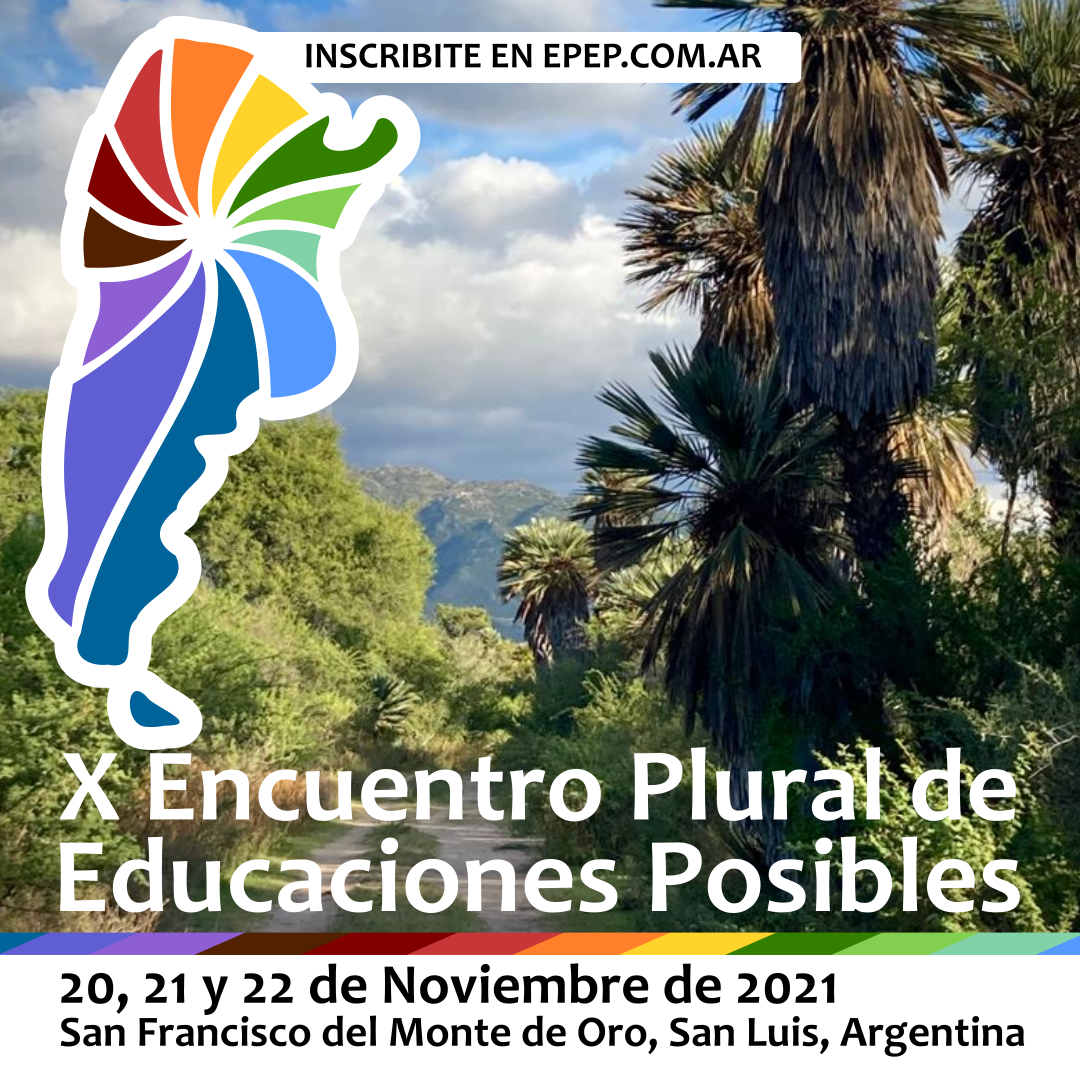 INSCRIBITE EN EPEP.COM.AR
X Encuentro Plural de
Educaciones Posibles
20, 21 y 22 de Noviembre de 2021
San Francisco del Monte de Oro, San Luis, Argentina